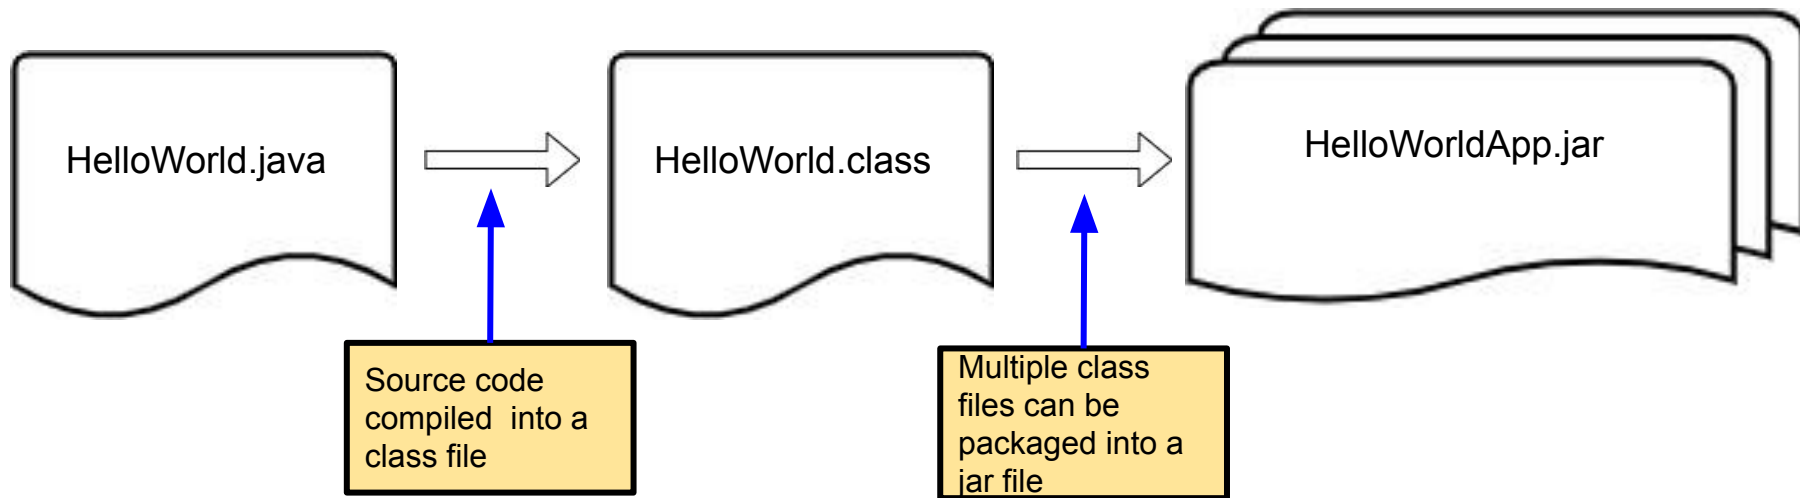 HelloWorld.java
HelloWorld.class
HelloWorldApp.jar
Source code
compiled  into a
class file
Multiple class
files can be
packaged into a
jar file